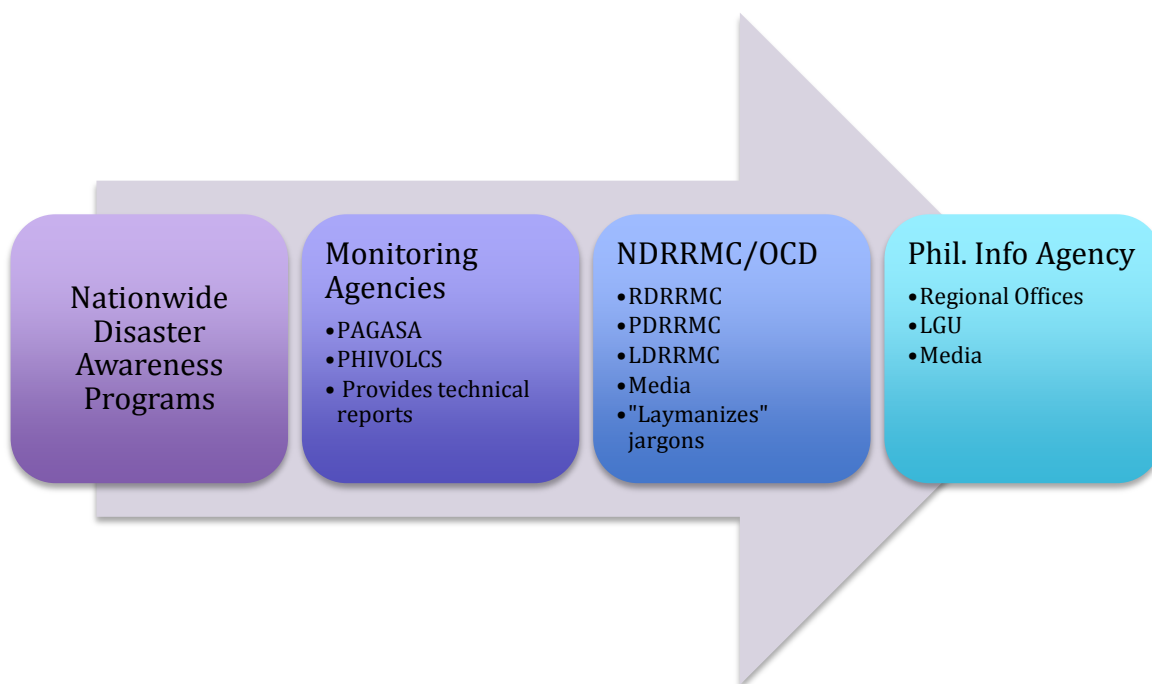 Nationwide
Disaster
Awareness
Programs
Monitoring
Agencies
•PAGASA
•PHIVOLCS
• Provides technical
reports
NDRRMC/OCD
•RDRRMC
•PDRRMC
•LDRRMC
•Media
•"Laymanizes"
jargons
Phil. Info Agency
•Regional Offices
•LGU
•Media